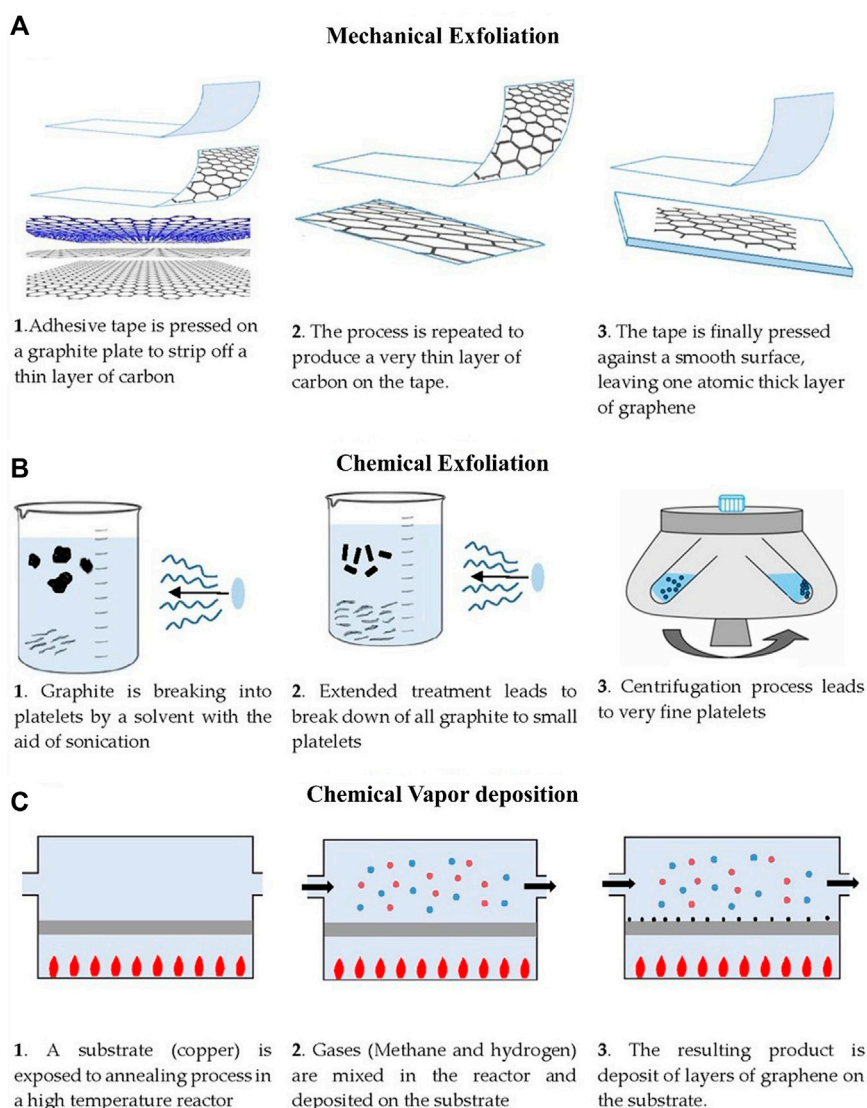 A
Mechanical Exfoliation
1.Adhesive tape is pressed on
a graphite plate to strip off a
thin layer of carbon
2. The process is repeated to
produce a very thin layer of
carbon on the tape.
3. The tape is finally pressed
against a smooth surface,
leaving one atomic thick layer
of graphene
B
Chemical Exfoliation
1. Graphite is breaking into
platelets by a solvent with the
aid of sonication
2. Extended treatment leads to
break down of all graphite to small
platelets
3. Centrifugation process leads
to very fine platelets
C
Chemical Vapor deposition
1. A substrate (copper) is
exposed to annealing process in
a high temperature reactor
2. Gases (Methane and hydrogen)
are mixed in the reactor and
deposited on the substrate
3. The resulting product is
deposit of layers of graphene on
the substrate.